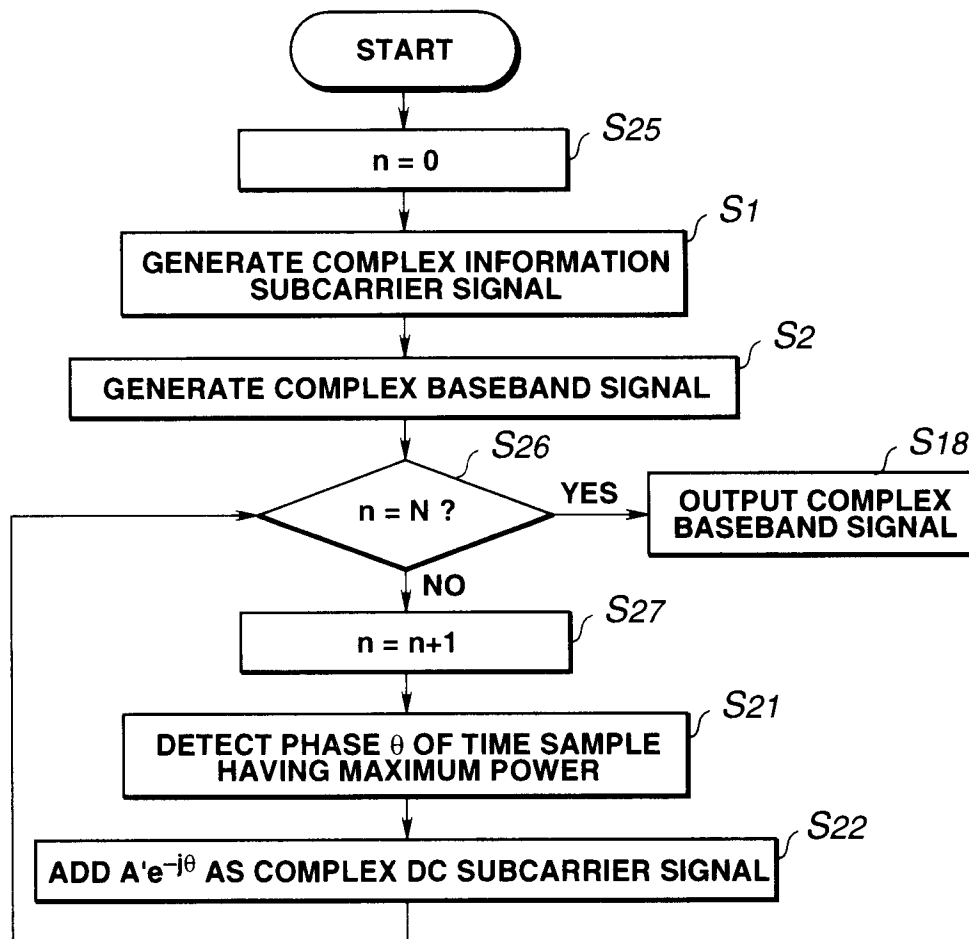 START
S25
n = 0
S1
GENERATE COMPLEX INFORMATION
SUBCARRIER SIGNAL
S2
GENERATE COMPLEX BASEBAND SIGNAL
S26
n = N ?
YES
S18
OUTPUT COMPLEX
BASEBAND SIGNAL
NO
S27
n = n+1
S21
DETECT PHASE θ OF TIME SAMPLE
HAVING MAXIMUM POWER
S22
ADD A'e⁻ʲᶿ AS COMPLEX DC SUBCARRIER SIGNAL